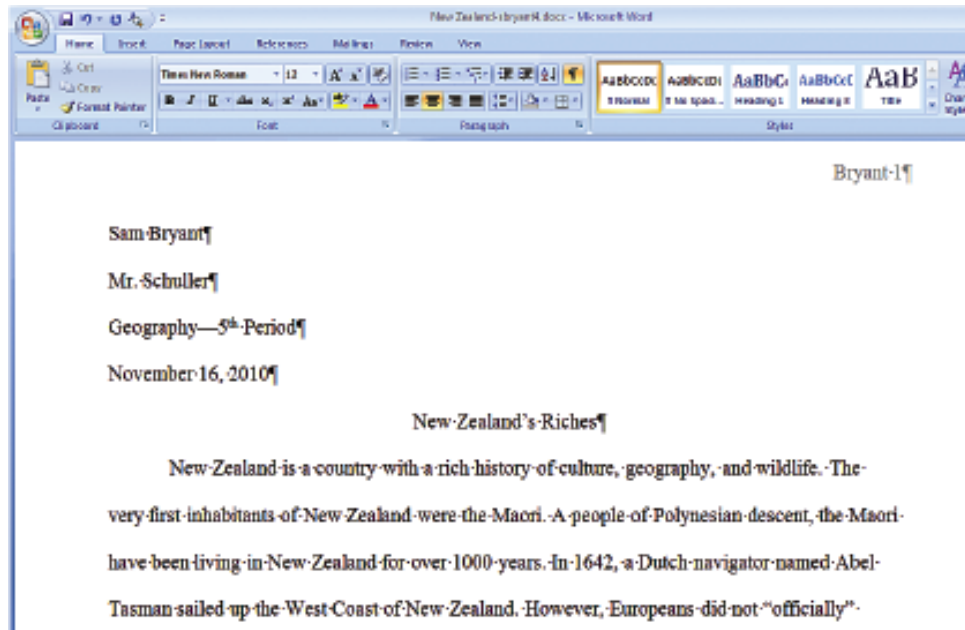 New Zealand-sbryant4.docx - Microsoft Word
Home Insert Page Layout References Mailings Review View
Cut
Copy
Paste
Format Painter
Times New Roman 12
AaBbCcDc AaBbCcDc AaBbC AaBbCc AaB
¶ Normal ¶ No Spaci... Heading 1 Heading 2 Title
Clipboard Font Paragraph Styles
Bryant·1¶
Sam·Bryant¶
Mr.·Schuller¶
Geography—5th·Period¶
November·16,·2010¶
New·Zealand’s·Riches¶
New·Zealand·is·a·country·with·a·rich·history·of·culture,·geography,·and·wildlife.·The·
very·first·inhabitants·of·New·Zealand·were·the·Maori.·A·people·of·Polynesian·descent,·the·Maori·
have·been·living·in·New·Zealand·for·over·1000·years.·In·1642,·a·Dutch·navigator·named·Abel·
Tasman·sailed·up·the·West·Coast·of·New·Zealand.·However,·Europeans·did·not·“officially”·